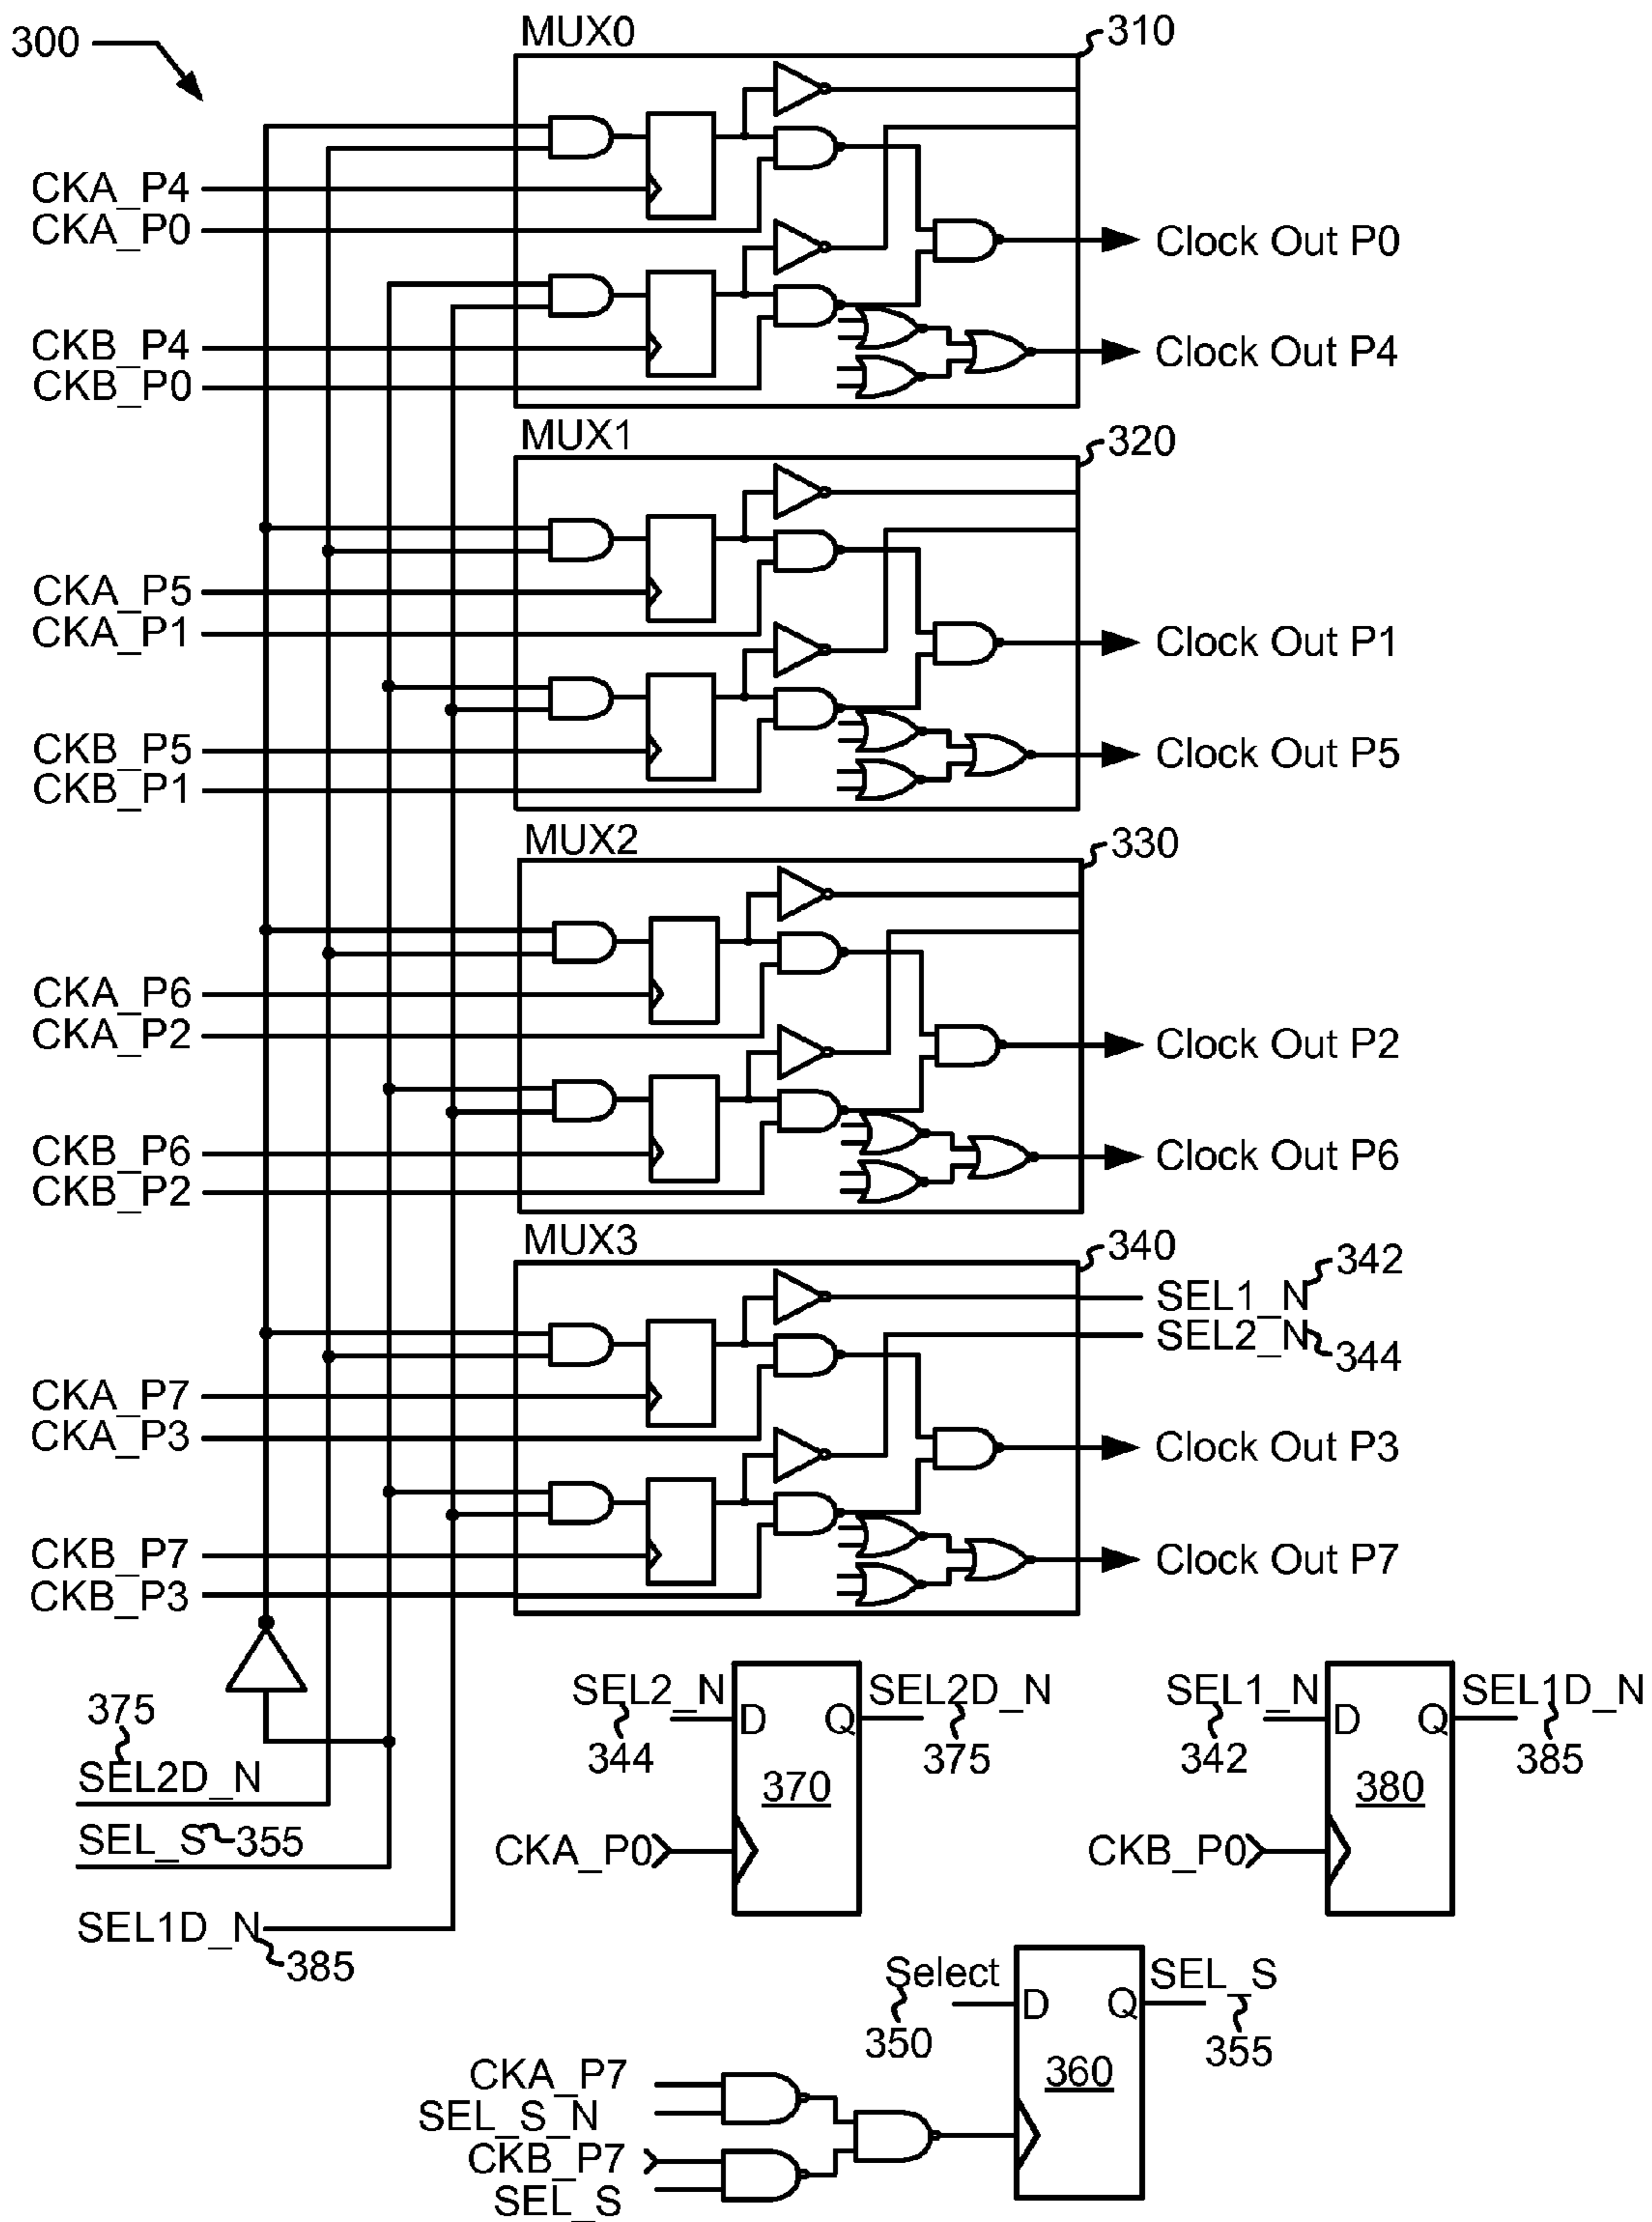 300
MUX0
310
CKA_P4
CKA_P0
Clock Out P0
CKB_P4
CKB_P0
Clock Out P4
MUX1
320
CKA_P5
CKA_P1
Clock Out P1
CKB_P5
CKB_P1
Clock Out P5
MUX2
330
CKA_P6
CKA_P2
Clock Out P2
CKB_P6
CKB_P2
Clock Out P6
MUX3
340
342
SEL1_N
SEL2_N
344
CKA_P7
CKA_P3
Clock Out P3
CKB_P7
CKB_P3
Clock Out P7
375
SEL2D_N
SEL_S 355
SEL1D_N
385
SEL2_N
344
D
Q
SEL2D_N
375
370
CKA_P0
SEL1_N
342
D
Q
SEL1D_N
385
380
CKB_P0
Select
350
D
Q
SEL_S
355
360
CKA_P7
SEL_S_N
CKB_P7
SEL_S